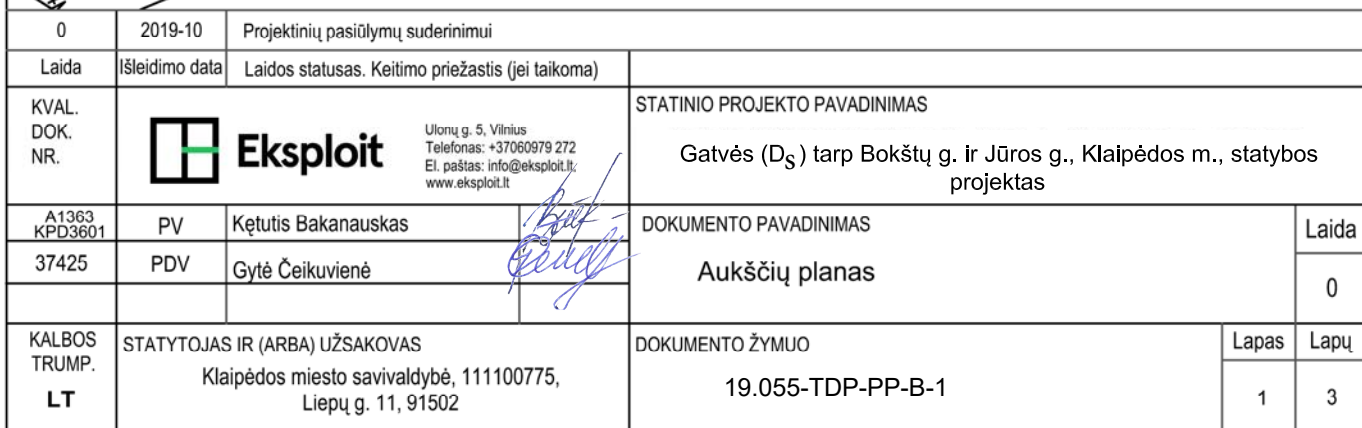 0 2019-10 Projektinių pasiūlymų suderinimui
Laida Išleidimo data Laidos statusas. Keitimo priežastis (jei taikoma)
KVAL.
DOK.
NR.
Eksploit
Ulonų g. 5, Vilnius
Telefonas: +37060979 272
El. paštas: info@eksploit.lt,
www.eksploit.lt
STATINIO PROJEKTO PAVADINIMAS
Gatvės (DS) tarp Bokštų g. ir Jūros g., Klaipėdos m., statybos
projektas
A1363
KPD3601
PV Kętutis Bakanauskas
37425 PDV Gytė Čeikuvienė
DOKUMENTO PAVADINIMAS
Aukščių planas
Laida
0
KALBOS
TRUMP.
LT
STATYTOJAS IR (ARBA) UŽSAKOVAS
Klaipėdos miesto savivaldybė, 111100775,
Liepų g. 11, 91502
DOKUMENTO ŽYMUO
19.055-TDP-PP-B-1
Lapas Lapų
1 3